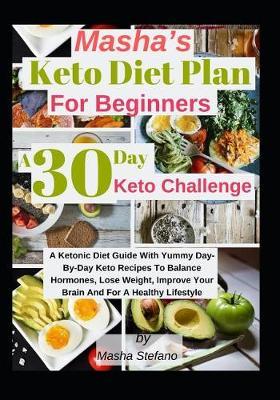 Masha's
Keto Diet Plan
For Beginners
A 30 Day
Keto Challenge
A Ketonic Diet Guide With Yummy Day-
By-Day Keto Recipes To Balance
Hormones, Lose Weight, Improve Your
Brain And For A Healthy Lifestyle
by
Masha Stefano